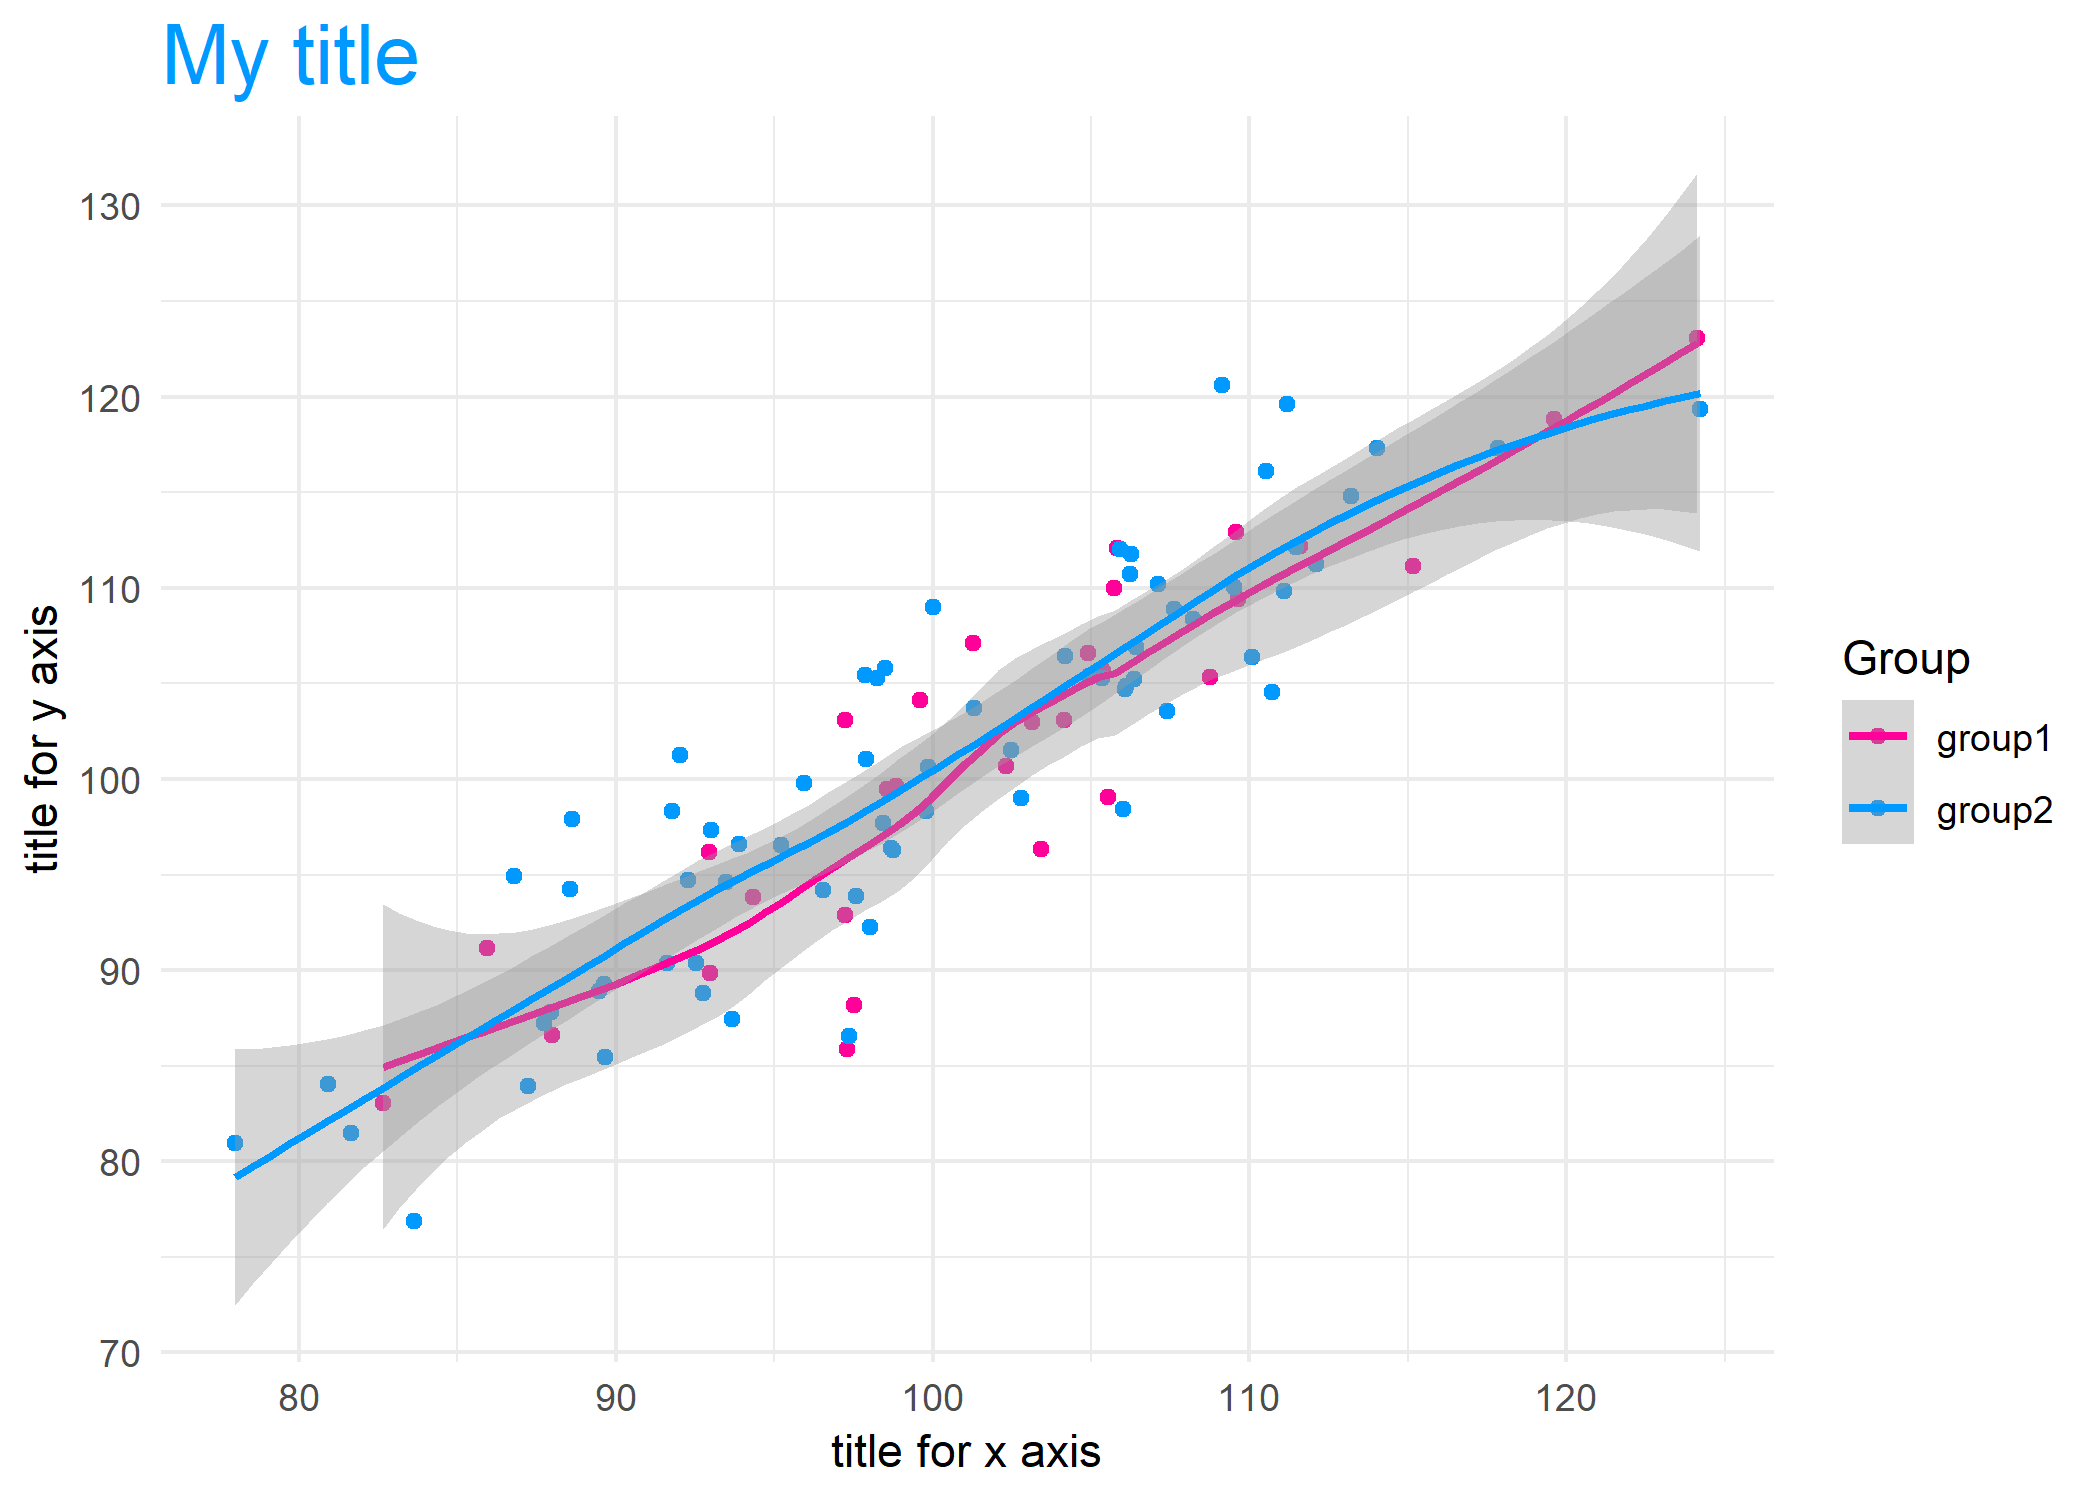 My title
130
120
110
100
90
80
70
title for y axis
80 90 100 110 120
title for x axis
Group
group1
group2